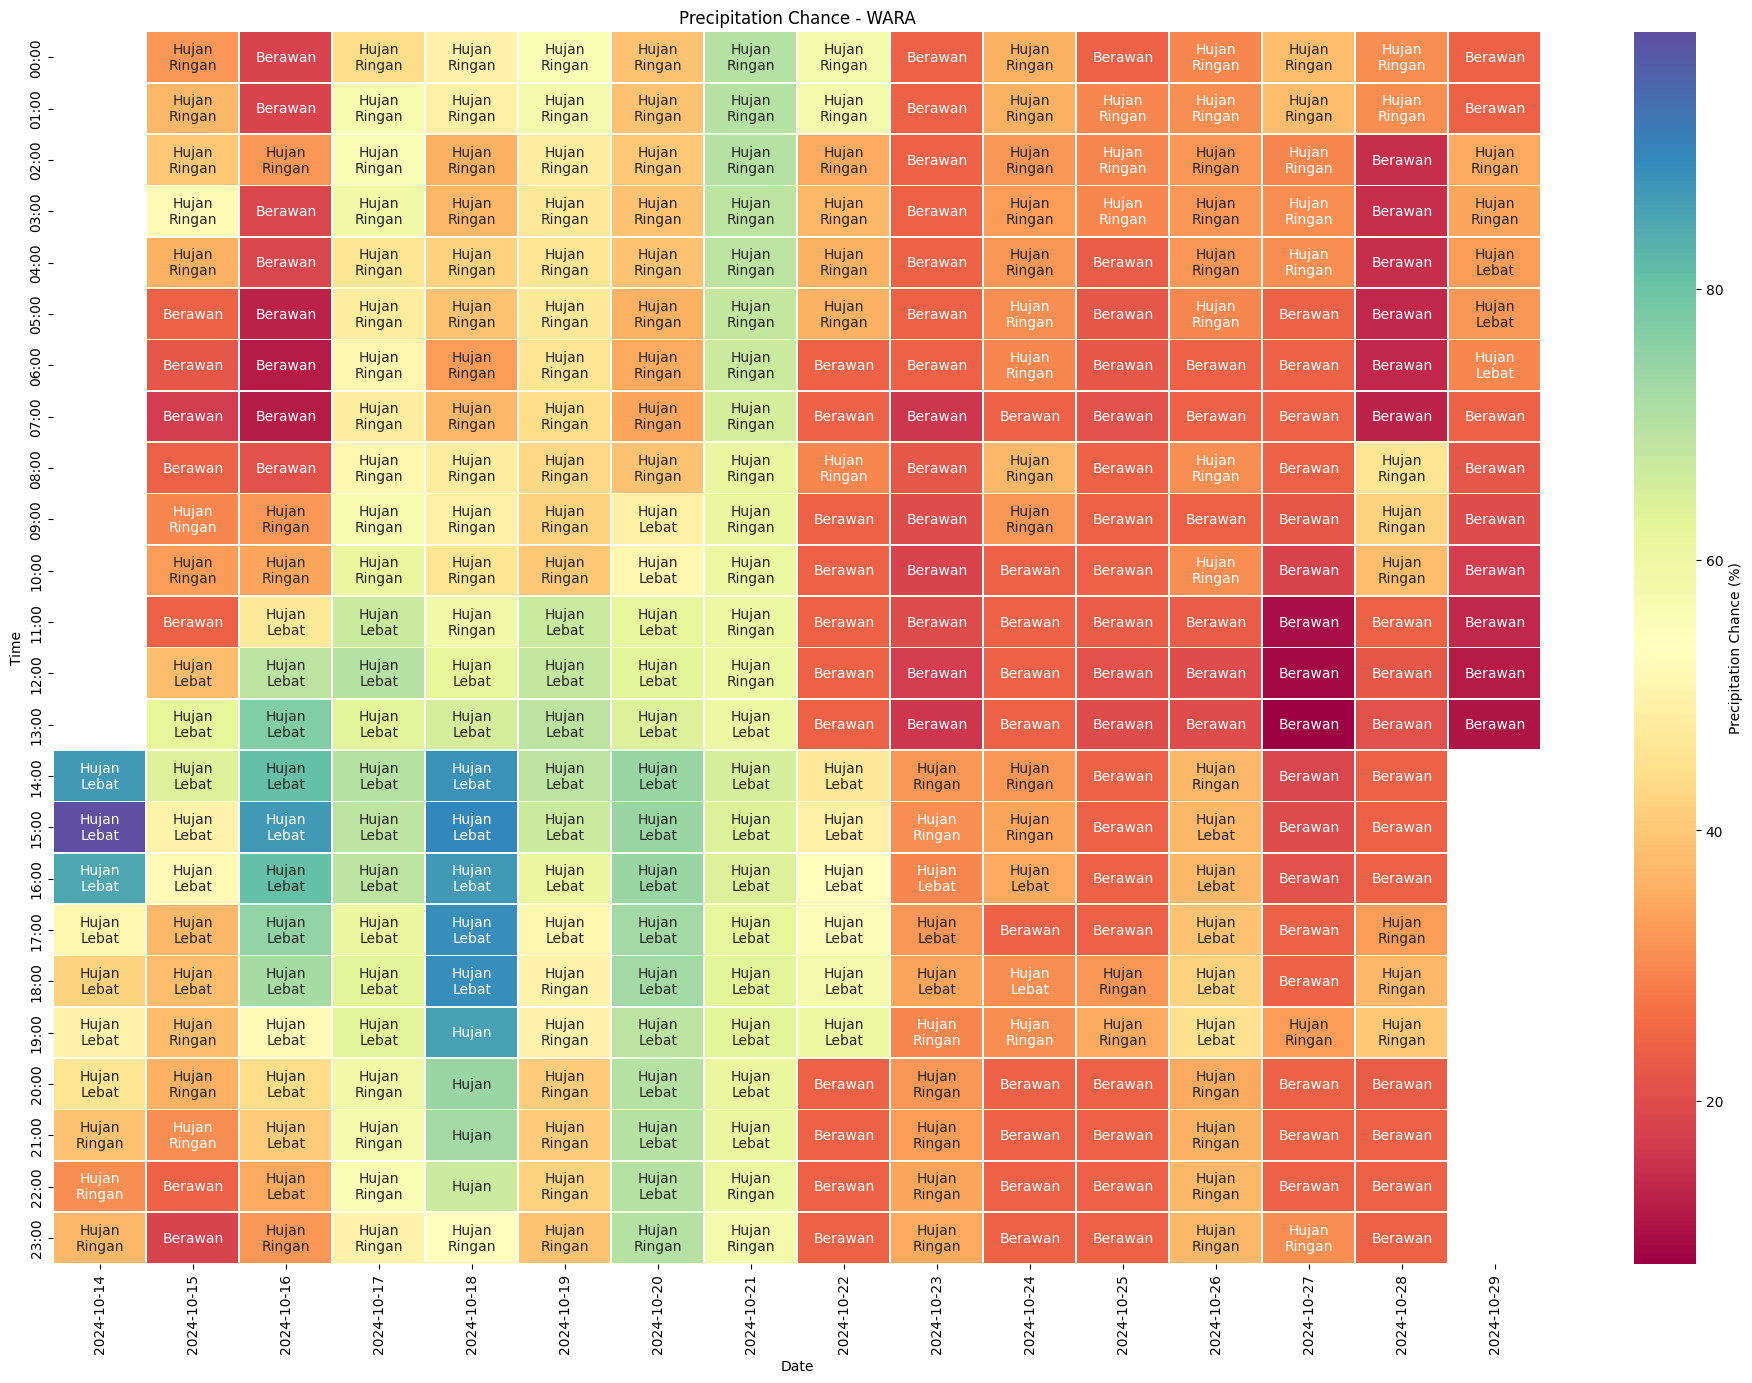 Precipitation Chance - WARA
00:00 Hujan Ringan Berawan Hujan Ringan Hujan Ringan Hujan Ringan Hujan Ringan Hujan Ringan Hujan Ringan Berawan Hujan Ringan Berawan Hujan Ringan Hujan Ringan Hujan Ringan Berawan
01:00 Hujan Ringan Berawan Hujan Ringan Hujan Ringan Hujan Ringan Hujan Ringan Hujan Ringan Hujan Ringan Berawan Hujan Ringan Hujan Ringan Hujan Ringan Hujan Ringan Hujan Ringan Berawan
02:00 Hujan Ringan Hujan Ringan Hujan Ringan Hujan Ringan Hujan Ringan Hujan Ringan Hujan Ringan Hujan Ringan Berawan Hujan Ringan Hujan Ringan Hujan Ringan Hujan Ringan Berawan Hujan Ringan
03:00 Hujan Ringan Berawan Hujan Ringan Hujan Ringan Hujan Ringan Hujan Ringan Hujan Ringan Hujan Ringan Berawan Hujan Ringan Hujan Ringan Hujan Ringan Hujan Ringan Berawan Hujan Ringan
04:00 Hujan Ringan Berawan Hujan Ringan Hujan Ringan Hujan Ringan Hujan Ringan Hujan Ringan Hujan Ringan Berawan Hujan Ringan Berawan Hujan Ringan Hujan Ringan Berawan Hujan Lebat
05:00 Berawan Berawan Hujan Ringan Hujan Ringan Hujan Ringan Hujan Ringan Hujan Ringan Hujan Ringan Berawan Hujan Ringan Berawan Hujan Ringan Berawan Berawan Hujan Lebat
06:00 Berawan Berawan Hujan Ringan Hujan Ringan Hujan Ringan Hujan Ringan Hujan Ringan Berawan Berawan Hujan Ringan Berawan Berawan Berawan Berawan Hujan Lebat
07:00 Berawan Berawan Hujan Ringan Hujan Ringan Hujan Ringan Hujan Ringan Hujan Ringan Berawan Berawan Berawan Berawan Berawan Berawan Berawan Berawan
08:00 Berawan Berawan Hujan Ringan Hujan Ringan Hujan Ringan Hujan Ringan Hujan Ringan Hujan Ringan Berawan Hujan Ringan Berawan Hujan Ringan Berawan Hujan Ringan Berawan
09:00 Hujan Ringan Hujan Ringan Hujan Ringan Hujan Ringan Hujan Ringan Hujan Lebat Hujan Ringan Berawan Berawan Hujan Ringan Berawan Berawan Berawan Hujan Ringan Berawan
10:00 Hujan Ringan Hujan Ringan Hujan Ringan Hujan Ringan Hujan Ringan Hujan Lebat Hujan Ringan Berawan Berawan Berawan Berawan Hujan Ringan Berawan Hujan Ringan Berawan
11:00 Berawan Hujan Lebat Hujan Lebat Hujan Ringan Hujan Lebat Hujan Lebat Hujan Ringan Berawan Berawan Berawan Berawan Berawan Berawan Berawan Berawan
12:00 Hujan Lebat Hujan Lebat Hujan Lebat Hujan Lebat Hujan Lebat Hujan Lebat Hujan Ringan Berawan Berawan Berawan Berawan Berawan Berawan Berawan Berawan
13:00 Hujan Lebat Hujan Lebat Hujan Lebat Hujan Lebat Hujan Lebat Hujan Lebat Hujan Lebat Berawan Berawan Berawan Berawan Berawan Berawan Berawan Berawan
14:00 Hujan Lebat Hujan Lebat Hujan Lebat Hujan Lebat Hujan Lebat Hujan Lebat Hujan Lebat Hujan Lebat Hujan Lebat Hujan Ringan Hujan Ringan Berawan Hujan Ringan Berawan Berawan
15:00 Hujan Lebat Hujan Lebat Hujan Lebat Hujan Lebat Hujan Lebat Hujan Lebat Hujan Lebat Hujan Lebat Hujan Lebat Hujan Ringan Hujan Ringan Berawan Hujan Lebat Berawan Berawan
16:00 Hujan Lebat Hujan Lebat Hujan Lebat Hujan Lebat Hujan Lebat Hujan Lebat Hujan Lebat Hujan Lebat Hujan Lebat Hujan Lebat Hujan Lebat Berawan Hujan Lebat Berawan Berawan
17:00 Hujan Lebat Hujan Lebat Hujan Lebat Hujan Lebat Hujan Lebat Hujan Lebat Hujan Lebat Hujan Lebat Hujan Lebat Hujan Lebat Berawan Berawan Hujan Lebat Berawan Hujan Ringan
18:00 Hujan Lebat Hujan Lebat Hujan Lebat Hujan Lebat Hujan Lebat Hujan Ringan Hujan Lebat Hujan Lebat Hujan Lebat Hujan Lebat Hujan Lebat Hujan Ringan Hujan Lebat Berawan Hujan Ringan
19:00 Hujan Lebat Hujan Ringan Hujan Lebat Hujan Lebat Hujan Hujan Ringan Hujan Lebat Hujan Lebat Hujan Lebat Hujan Ringan Hujan Ringan Hujan Ringan Hujan Lebat Hujan Ringan Hujan Ringan
20:00 Hujan Lebat Hujan Ringan Hujan Lebat Hujan Ringan Hujan Hujan Ringan Hujan Lebat Hujan Lebat Berawan Hujan Ringan Berawan Berawan Hujan Ringan Berawan Berawan
21:00 Hujan Ringan Hujan Ringan Hujan Lebat Hujan Ringan Hujan Hujan Ringan Hujan Lebat Hujan Lebat Berawan Hujan Ringan Berawan Berawan Hujan Ringan Berawan Berawan
22:00 Hujan Ringan Berawan Hujan Lebat Hujan Ringan Hujan Hujan Ringan Hujan Lebat Hujan Ringan Berawan Hujan Ringan Berawan Berawan Hujan Ringan Berawan Berawan
23:00 Hujan Ringan Berawan Hujan Ringan Hujan Ringan Hujan Ringan Hujan Ringan Hujan Ringan Hujan Ringan Berawan Hujan Ringan Berawan Berawan Hujan Ringan Hujan Ringan Berawan
Time
2024-10-14 2024-10-15 2024-10-16 2024-10-17 2024-10-18 2024-10-19 2024-10-20 2024-10-21 2024-10-22 2024-10-23 2024-10-24 2024-10-25 2024-10-26 2024-10-27 2024-10-28 2024-10-29
Date
80
60
40
20
Precipitation Chance (%)